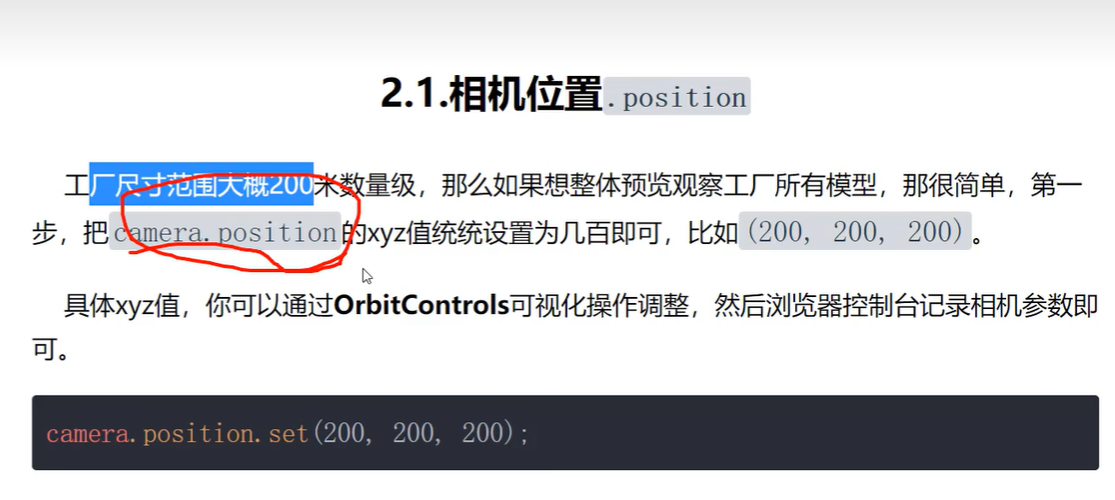 2.1.相机位置.position
工厂尺寸范围大概200米数量级，那么如果想整体预览观察工厂所有模型，那很简单，第一
步，把camera.position的xyz值统统设置为几百即可，比如(200, 200, 200)。
具体xyz值，你可以通过OrbitControls可视化操作调整，然后浏览器控制台记录相机参数即
可。
camera.position.set(200, 200, 200);